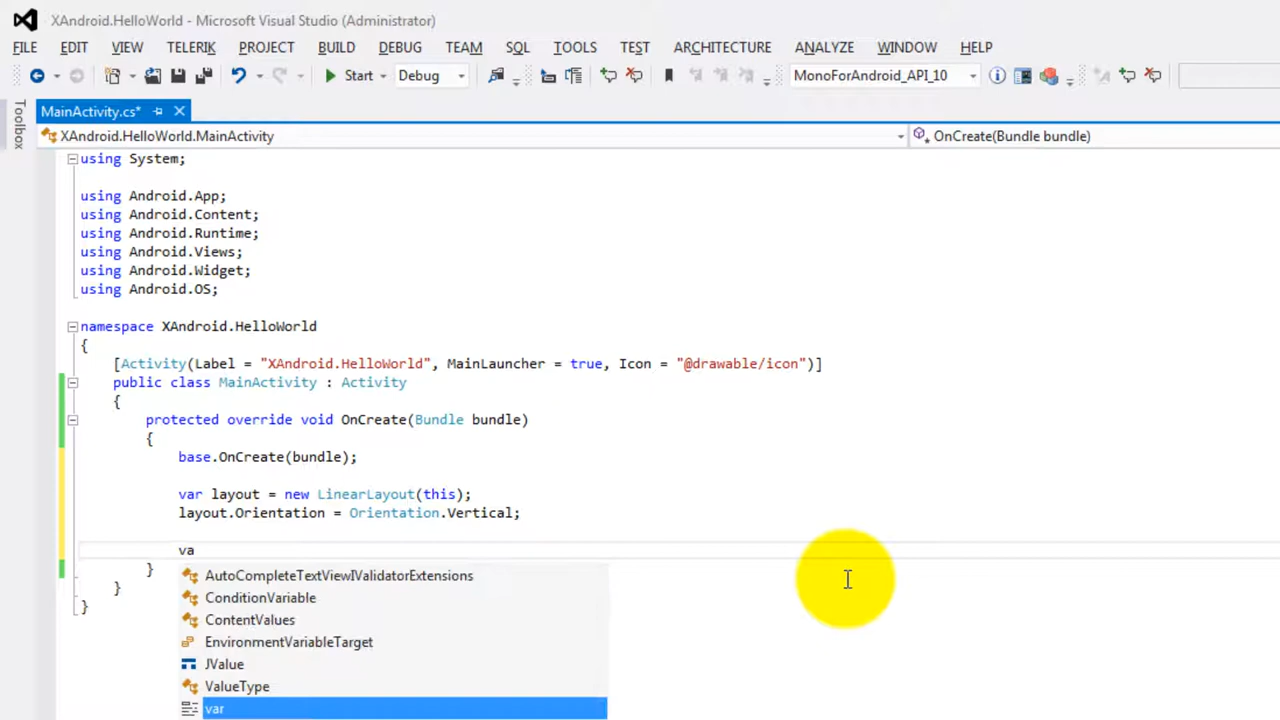 XAndroid.HelloWorld - Microsoft Visual Studio (Administrator)
FILE EDIT VIEW TELERIK PROJECT BUILD DEBUG TEAM SQL TOOLS TEST ARCHITECTURE ANALYZE WINDOW HELP
Start Debug MonoForAndroid_API_10
Toolbox
MainActivity.cs*
XAndroid.HelloWorld.MainActivity OnCreate(Bundle bundle)
using System;
using Android.App;
using Android.Content;
using Android.Runtime;
using Android.Views;
using Android.Widget;
using Android.OS;
namespace XAndroid.HelloWorld
{
[Activity(Label = "XAndroid.HelloWorld", MainLauncher = true, Icon = "@drawable/icon")]
public class MainActivity : Activity
{
protected override void OnCreate(Bundle bundle)
{
base.OnCreate(bundle);
var layout = new LinearLayout(this);
layout.Orientation = Orientation.Vertical;
va
}
}
}
AutoCompleteTextViewIValidatorExtensions
ConditionVariable
ContentValues
EnvironmentVariableTarget
JValue
ValueType
var